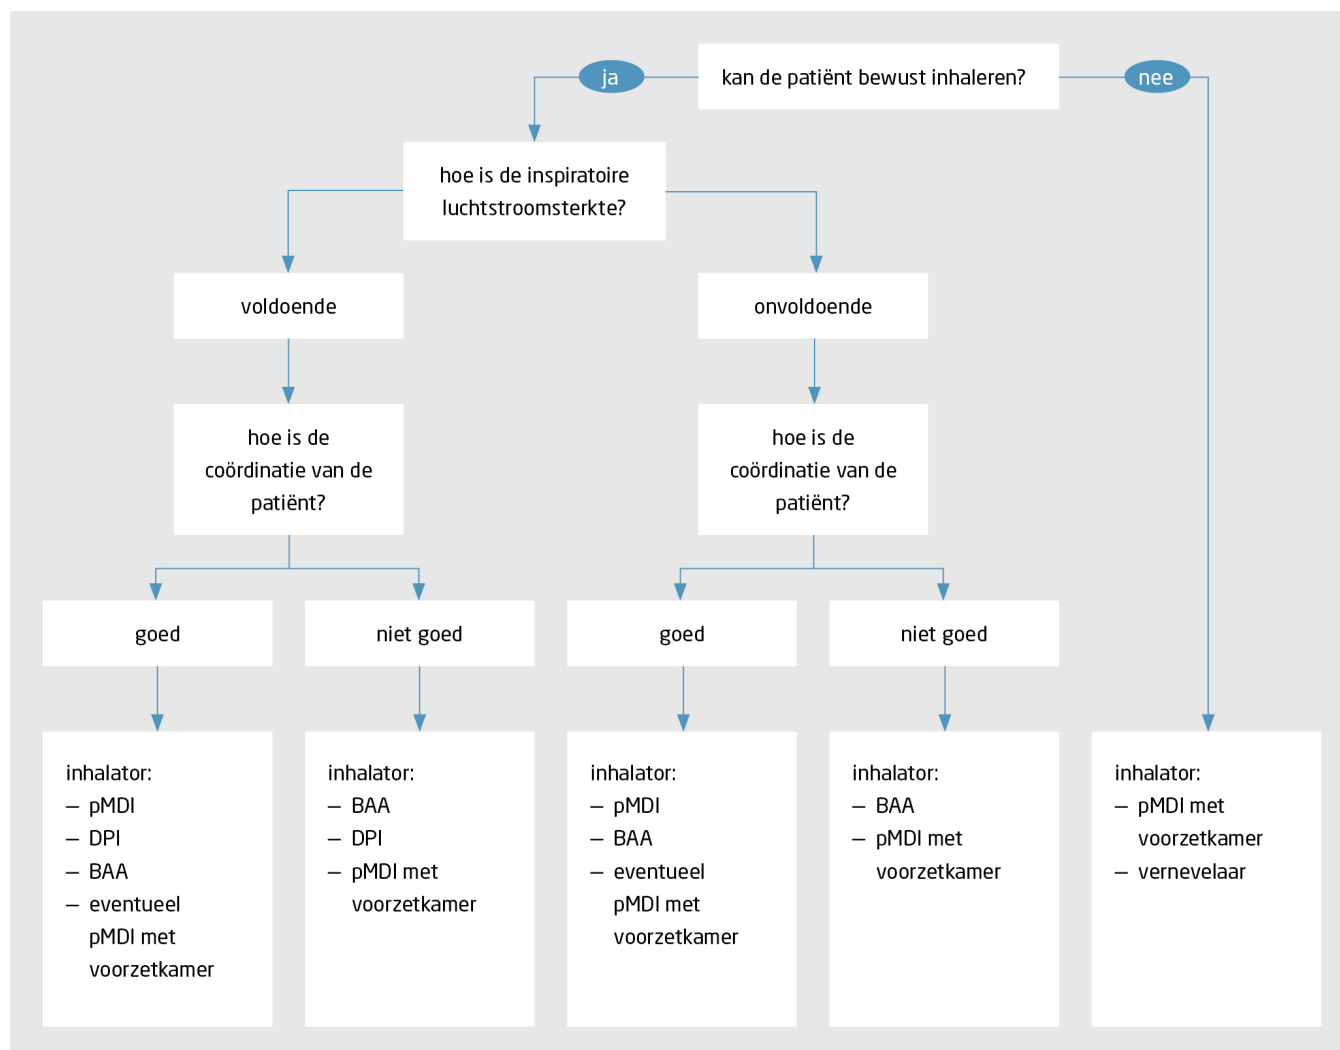 kan de patiënt bewust inhaleren?
ja
nee
hoe is de inspiratoire
luchtstroomsterkte?
voldoende
onvoldoende
hoe is de
coördinatie van de
patiënt?
hoe is de
coördinatie van de
patiënt?
goed
niet goed
goed
niet goed
inhalator:
– pMDI
– DPI
– BAA
– eventueel
pMDI met
voorzetkamer
inhalator:
– BAA
– DPI
– pMDI met
voorzetkamer
inhalator:
– pMDI
– BAA
– eventueel
pMDI met
voorzetkamer
inhalator:
– BAA
– pMDI met
voorzetkamer
inhalator:
– pMDI met
voorzetkamer
– vernevelaar